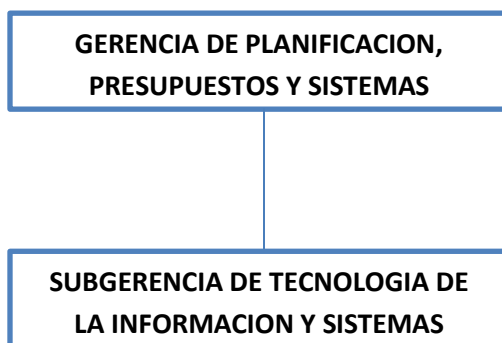 GERENCIA DE PLANIFICACION,
PRESUPUESTOS Y SISTEMAS
SUBGERENCIA DE TECNOLOGIA DE
LA INFORMACION Y SISTEMAS